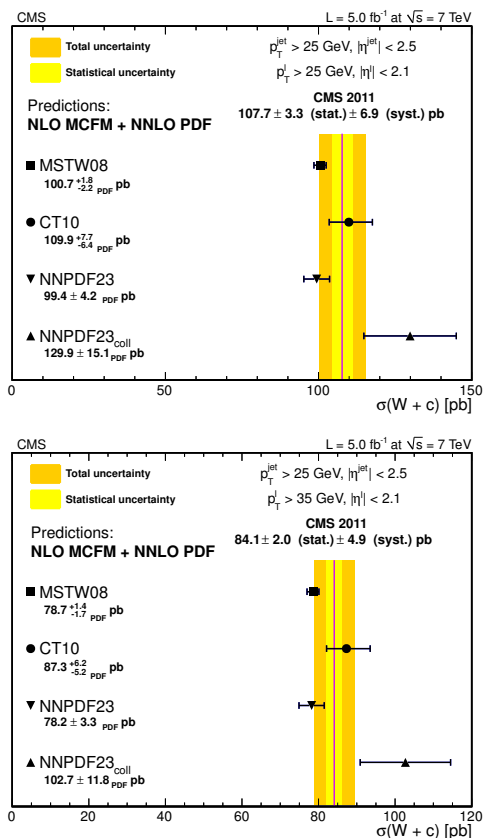 CMS L = 5.0 fb⁻¹ at √s = 7 TeV
Total uncertainty p_T^jet > 25 GeV, |η^jet| < 2.5
Statistical uncertainty p_T^l > 25 GeV, |η^l| < 2.1
CMS 2011
Predictions: 107.7 ± 3.3 (stat.) ± 6.9 (syst.) pb
NLO MCFM + NNLO PDF
MSTW08
100.7 +1.8 -2.2 PDF pb
CT10
109.9 +7.7 -6.4 PDF pb
NNPDF23
99.4 ± 4.2 PDF pb
NNPDF23coll
129.9 ± 15.1 PDF pb
0 50 100 150
σ(W + c) [pb]
CMS L = 5.0 fb⁻¹ at √s = 7 TeV
Total uncertainty p_T^jet > 25 GeV, |η^jet| < 2.5
Statistical uncertainty p_T^l > 35 GeV, |η^l| < 2.1
CMS 2011
Predictions: 84.1 ± 2.0 (stat.) ± 4.9 (syst.) pb
NLO MCFM + NNLO PDF
MSTW08
78.7 +1.4 -1.7 PDF pb
CT10
87.3 +6.2 -5.2 PDF pb
NNPDF23
78.2 ± 3.3 PDF pb
NNPDF23coll
102.7 ± 11.8 PDF pb
0 20 40 60 80 100 120
σ(W + c) [pb]